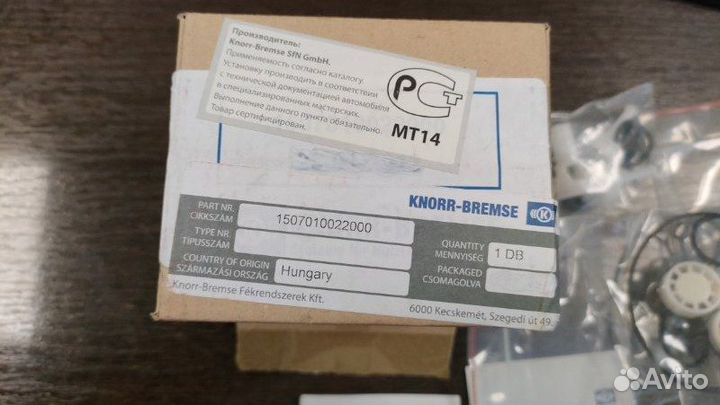 Производитель:
Knorr-Bremse SfN GmbH.
Применяемость согласно каталогу.
Установку производить в соответствии
с технической документацией автомобиля
в специализированных мастерских.
Выполнение данного пункта обязательно.
Товар сертифицирован.
РСТ
МТ14
KNORR-BREMSE
PART NR.
CIKKSZÁM
1507010022000
TYPE NR.
TÍPUSSZÁM
COUNTRY OF ORIGIN
SZÁRMAZÁSI ORSZÁG
Hungary
QUANTITY
MENNYISÉG
1 DB
PACKAGED
CSOMAGOLVA
Knorr-Bremse Fékrendszerek Kft.
6000 Kecskemét, Szegedi út 49.
Avito